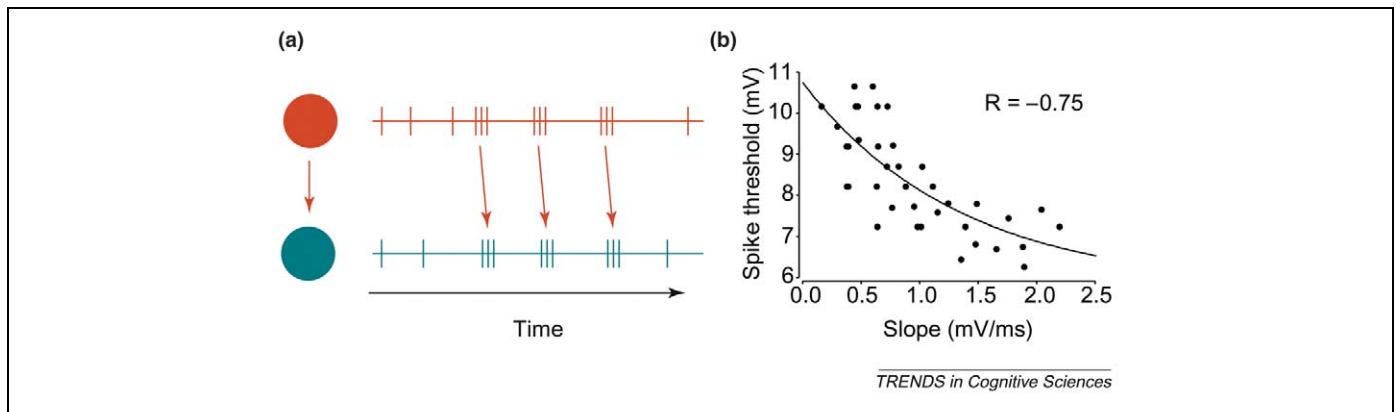 (a)
Time
(b)
Spike threshold (mV)
11
10
9
8
7
6
R = –0.75
0.0 0.5 1.0 1.5 2.0 2.5
Slope (mV/ms)
TRENDS in Cognitive Sciences